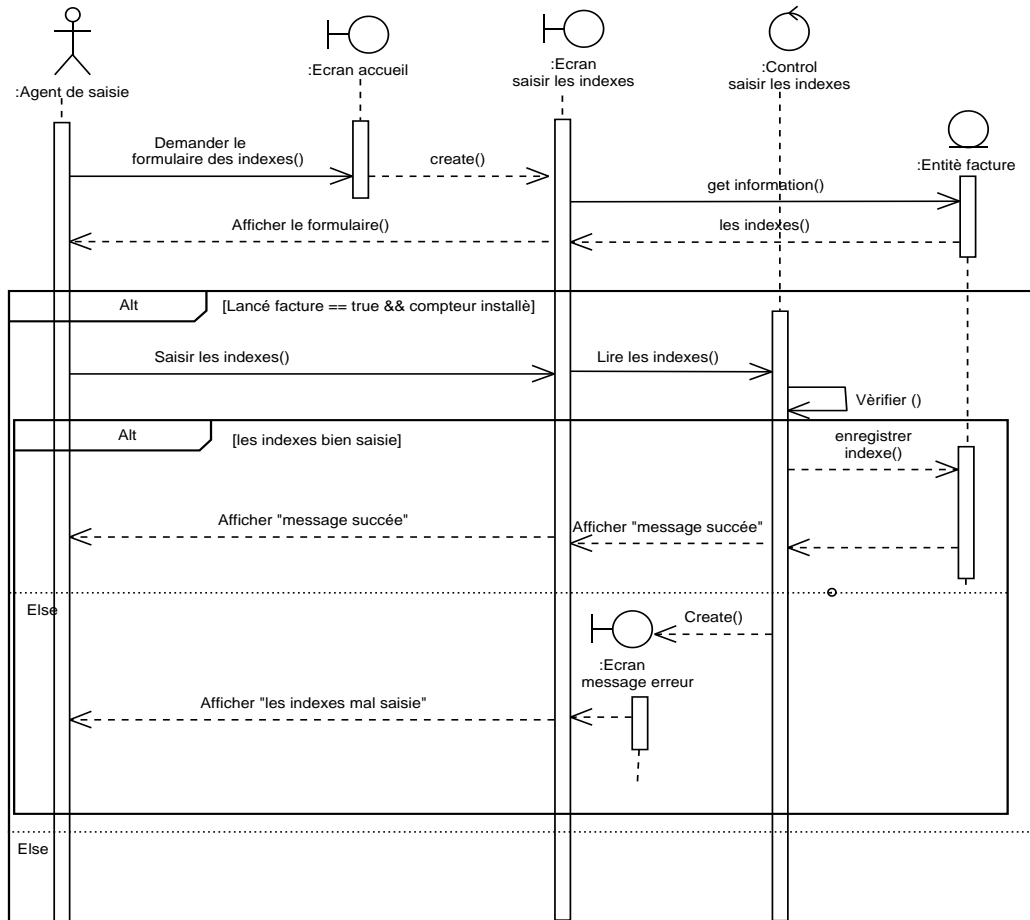 :Agent de saisie
:Ecran accueil
:Ecran
saisir les indexes
:Control
saisir les indexes
:Entitè facture
Demander le
formulaire des indexes()
create()
get information()
Afficher le formulaire()
les indexes()
Alt
[Lancé facture == true && compteur installè]
Saisir les indexes()
Lire les indexes()
Vèrifier ()
Alt
[les indexes bien saisie]
enregistrer
indexe()
Afficher "message succée"
Afficher "message succée"
Else
Create()
:Ecran
message erreur
Afficher "les indexes mal saisie"
Else